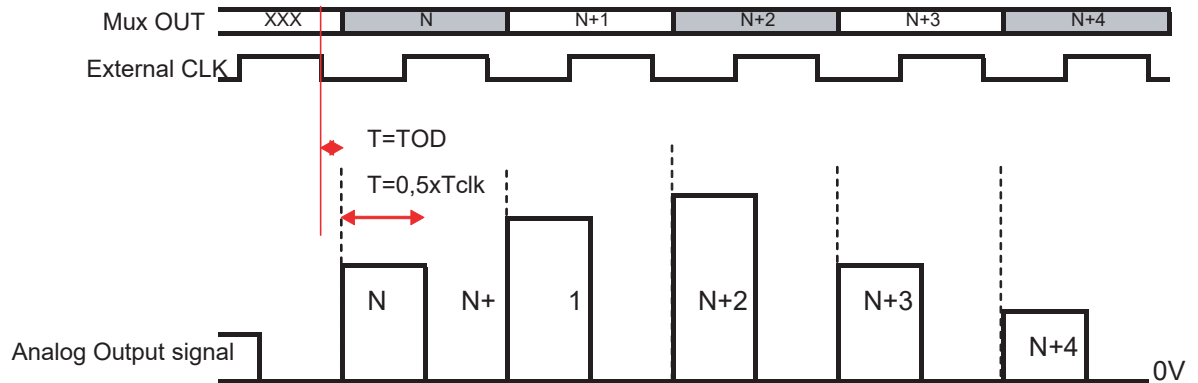 Mux OUT XXX N N+1 N+2 N+3 N+4
External CLK
T=TOD
T=0,5xTclk
N N+ 1 N+2 N+3
N+4
Analog Output signal
0V